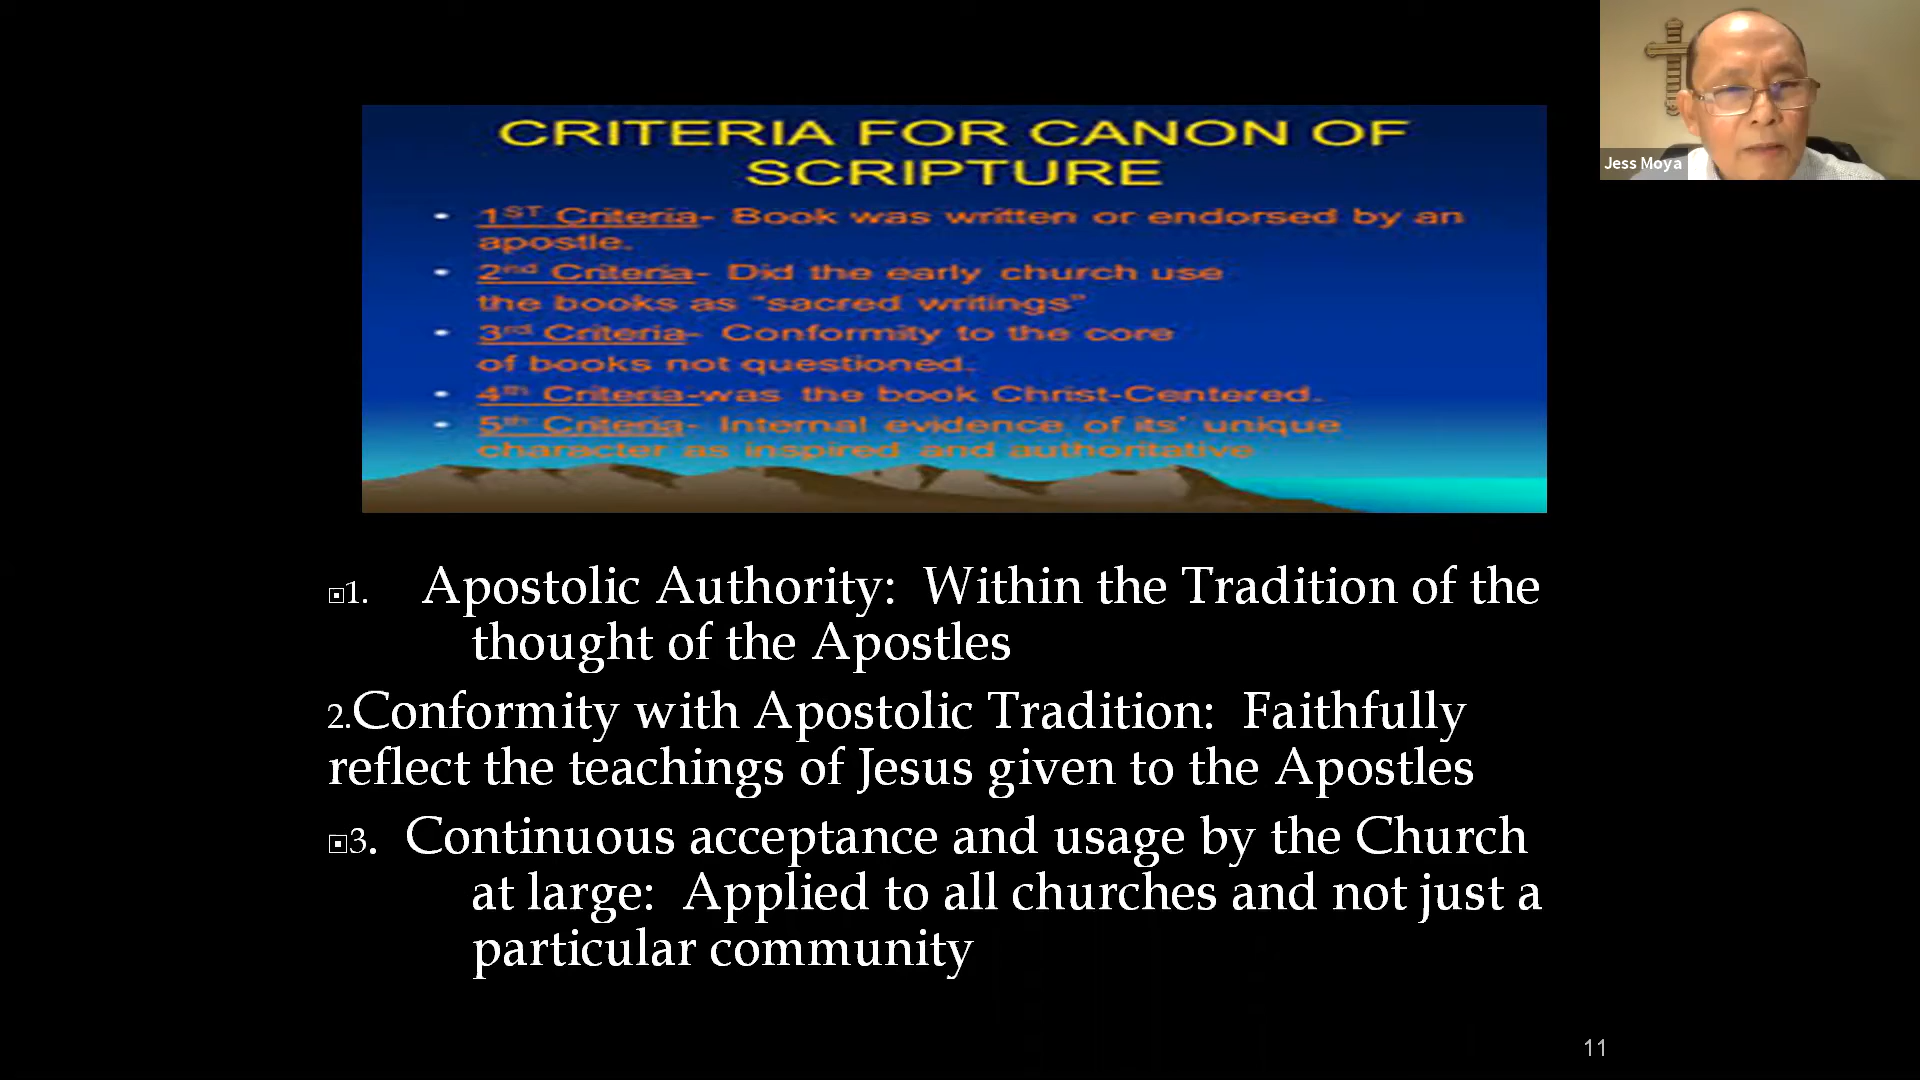 CRITERIA FOR CANON OF
SCRIPTURE
• 1ST Criteria- Book was written or endorsed by an
apostle.
• 2nd Criteria- Did the early church use
the books as “sacred writings”
• 3rd Criteria- Conformity to the core
of books not questioned.
• 4th Criteria-was the book Christ-Centered.
• 5th Criteria- Internal evidence of its’ unique
character as inspired and authoritative
1. Apostolic Authority: Within the Tradition of the
thought of the Apostles
2.Conformity with Apostolic Tradition: Faithfully
reflect the teachings of Jesus given to the Apostles
3. Continuous acceptance and usage by the Church
at large: Applied to all churches and not just a
particular community
11
Jess Moya